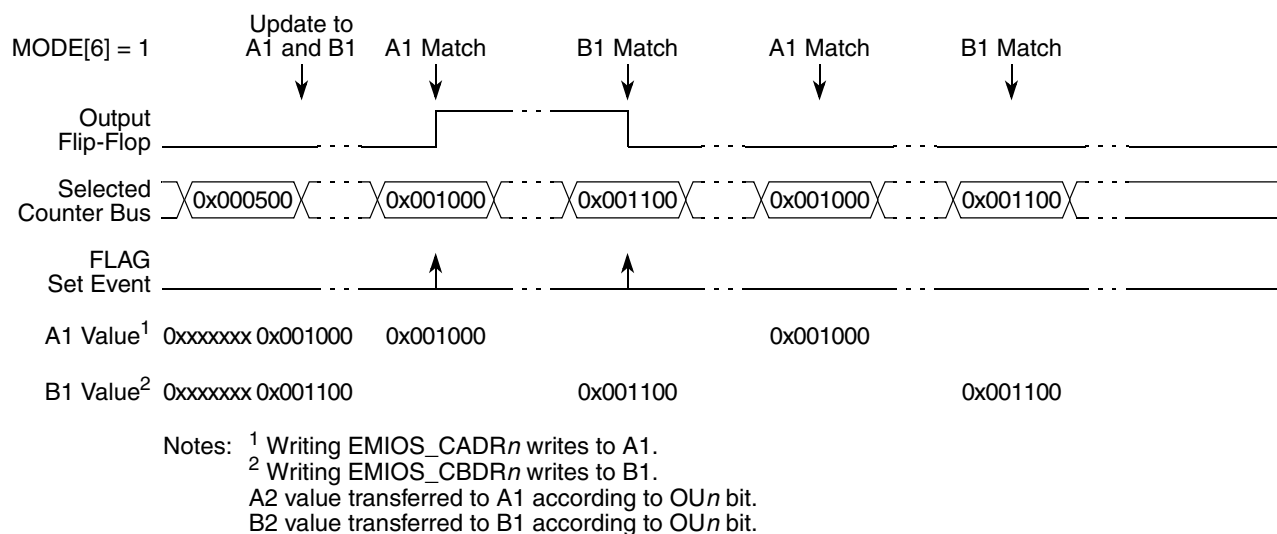 Update to
MODE[6] = 1 A1 and B1 A1 Match B1 Match A1 Match B1 Match
Output
Flip-Flop
Selected
Counter Bus 0x000500 0x001000 0x001100 0x001000 0x001100
FLAG
Set Event
A1 Value1 0xxxxxxx 0x001000 0x001000 0x001000
B1 Value2 0xxxxxxx 0x001100 0x001100 0x001100
Notes: 1 Writing EMIOS_CADRn writes to A1.
2 Writing EMIOS_CBDRn writes to B1.
A2 value transferred to A1 according to OUn bit.
B2 value transferred to B1 according to OUn bit.